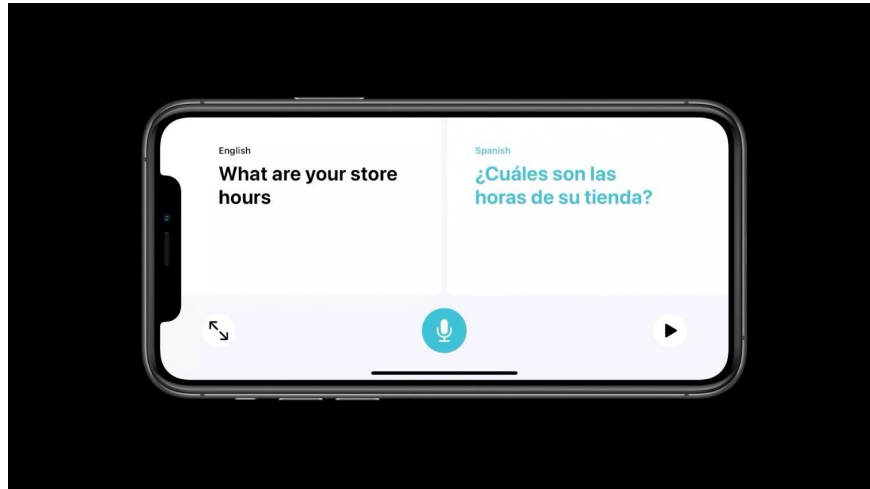 English
What are your store
hours
Spanish
¿Cuáles son las
horas de su tienda?